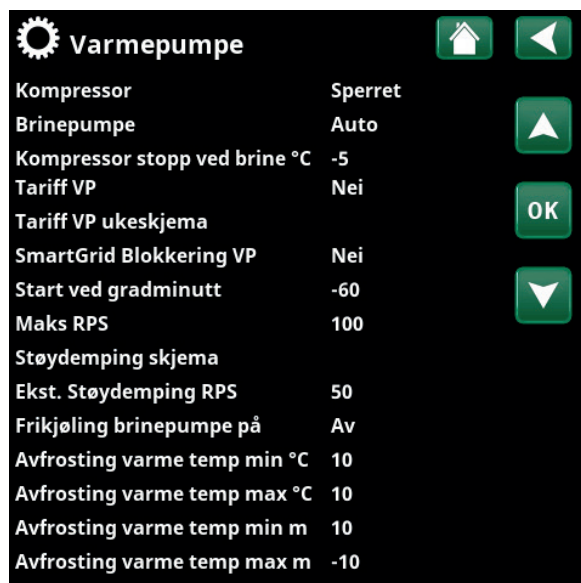 Varmepumpe
Kompressor Sperret
Brinepumpe Auto
Kompressor stopp ved brine °C -5
Tariff VP Nei
Tariff VP ukeskjema
OK
SmartGrid Blokkering VP Nei
Start ved gradminutt -60
Maks RPS 100
Støydemping skjema
Ekst. Støydemping RPS 50
Frikjøling brinepumpe på Av
Avfrosting varme temp min °C 10
Avfrosting varme temp max °C 10
Avfrosting varme temp min m 10
Avfrosting varme temp max m -10